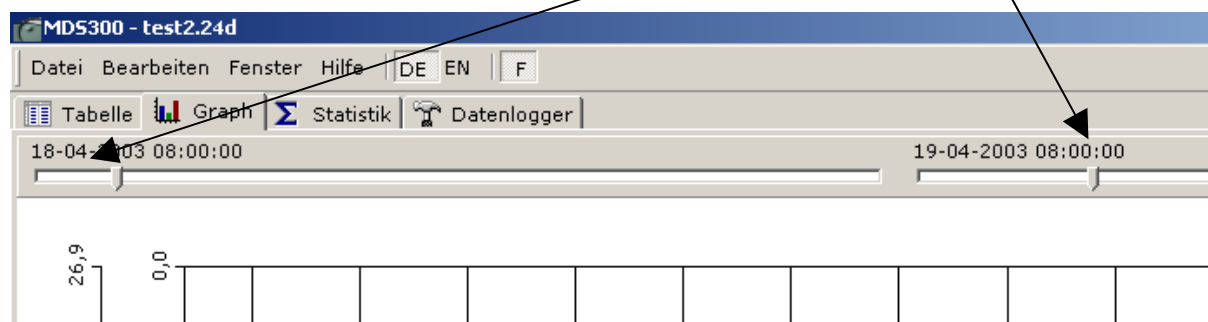 MDS300 - test2.24d
Datei Bearbeiten Fenster Hilfe DE EN F
Tabelle Graph Statistik Datenlogger
18-04-2003 08:00:00 19-04-2003 08:00:00
26,9 0,0